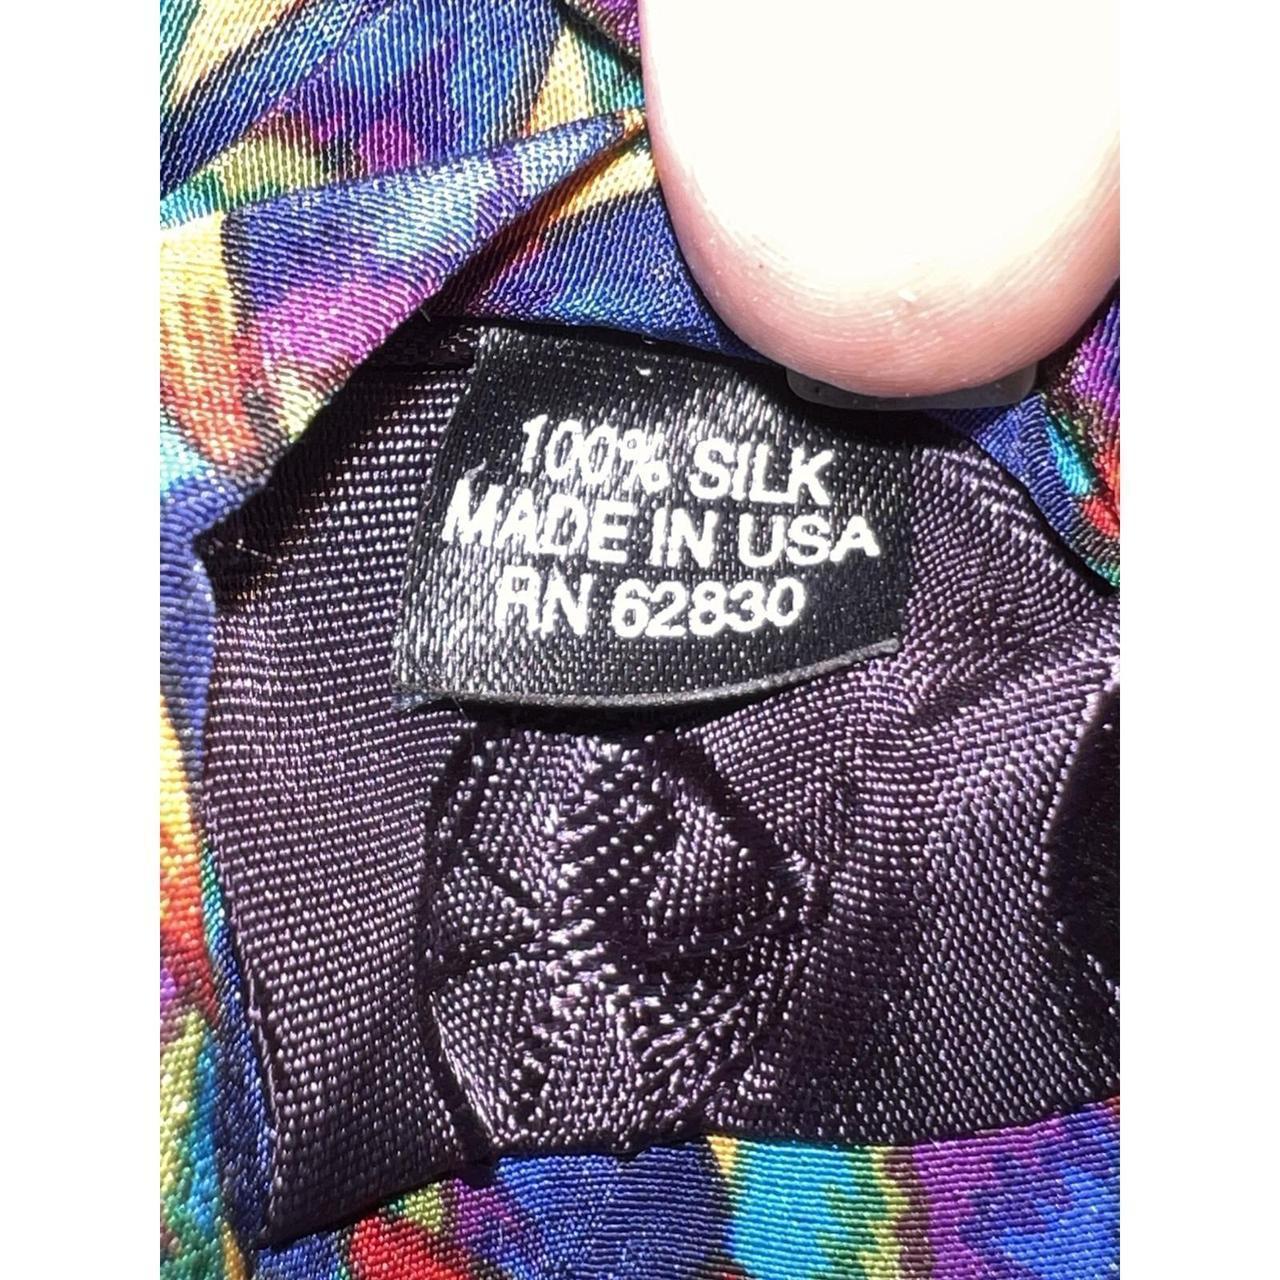 100% SILK
MADE IN USA
RN 62830